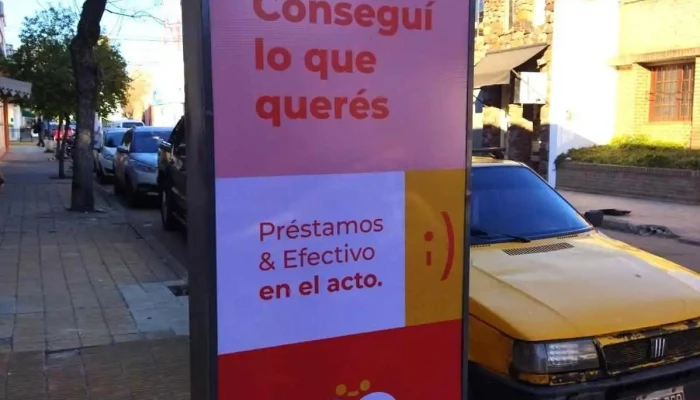 Conseguí
lo que
querés
Préstamos
& Efectivo
en el acto.
;)